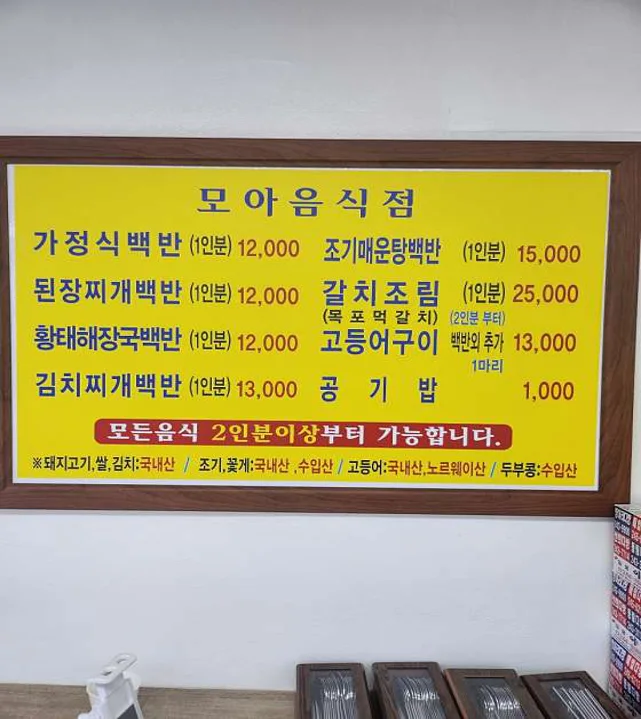 모아음식점
가정식백반 (1인분) 12,000
된장찌개백반 (1인분) 12,000
황태해장국백반 (1인분) 12,000
김치찌개백반 (1인분) 13,000
조기매운탕백반 (1인분) 15,000
갈치조림 (1인분) 25,000
(목포먹갈치) (2인분 부터)
고등어구이 백반외 추가 13,000
1마리
공기밥 1,000
모든음식 2인분이상부터 가능합니다.
※돼지고기,쌀,김치:국내산 / 조기,꽃게:국내산 ,수입산 / 고등어:국내산,노르웨이산 / 두부콩:수입산